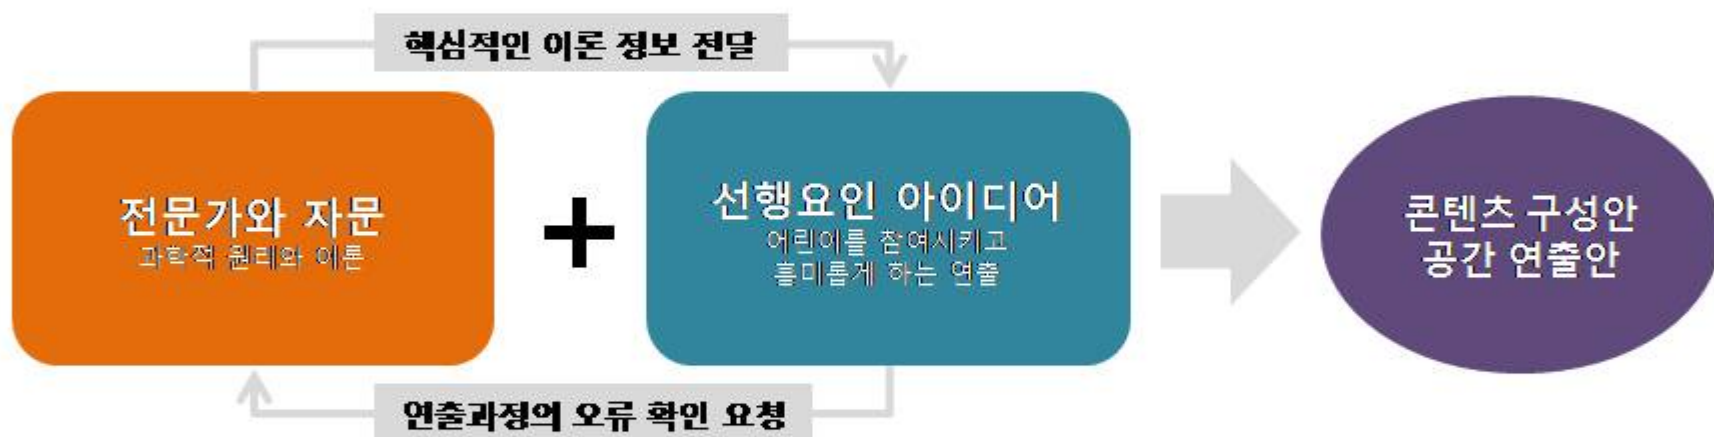 핵심적인 이론 정보 전달
전문가와 자문
과학적 원리와 이론
+
선행요인 아이디어
어린이를 참여시키고
흥미롭게 하는 연출
콘텐츠 구성안
공간 연출안
연출과정의 오류 확인 요청